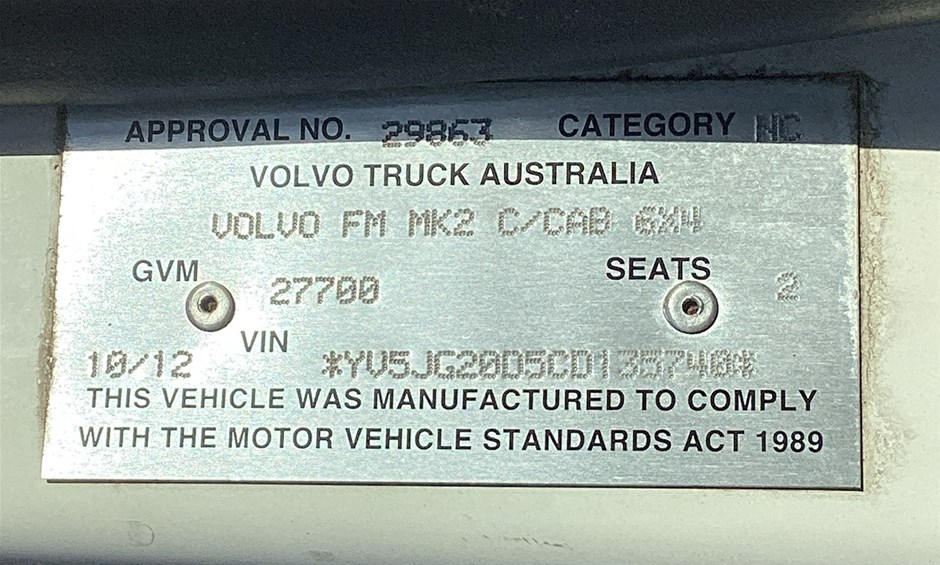 APPROVAL NO. 29863 CATEGORY NC
VOLVO TRUCK AUSTRALIA
VOLVO FM MK2 C/CAB 6X4
GVM 27700 SEATS 2
VIN
10/12 *YV5JG20D5CD135740*
THIS VEHICLE WAS MANUFACTURED TO COMPLY
WITH THE MOTOR VEHICLE STANDARDS ACT 1989